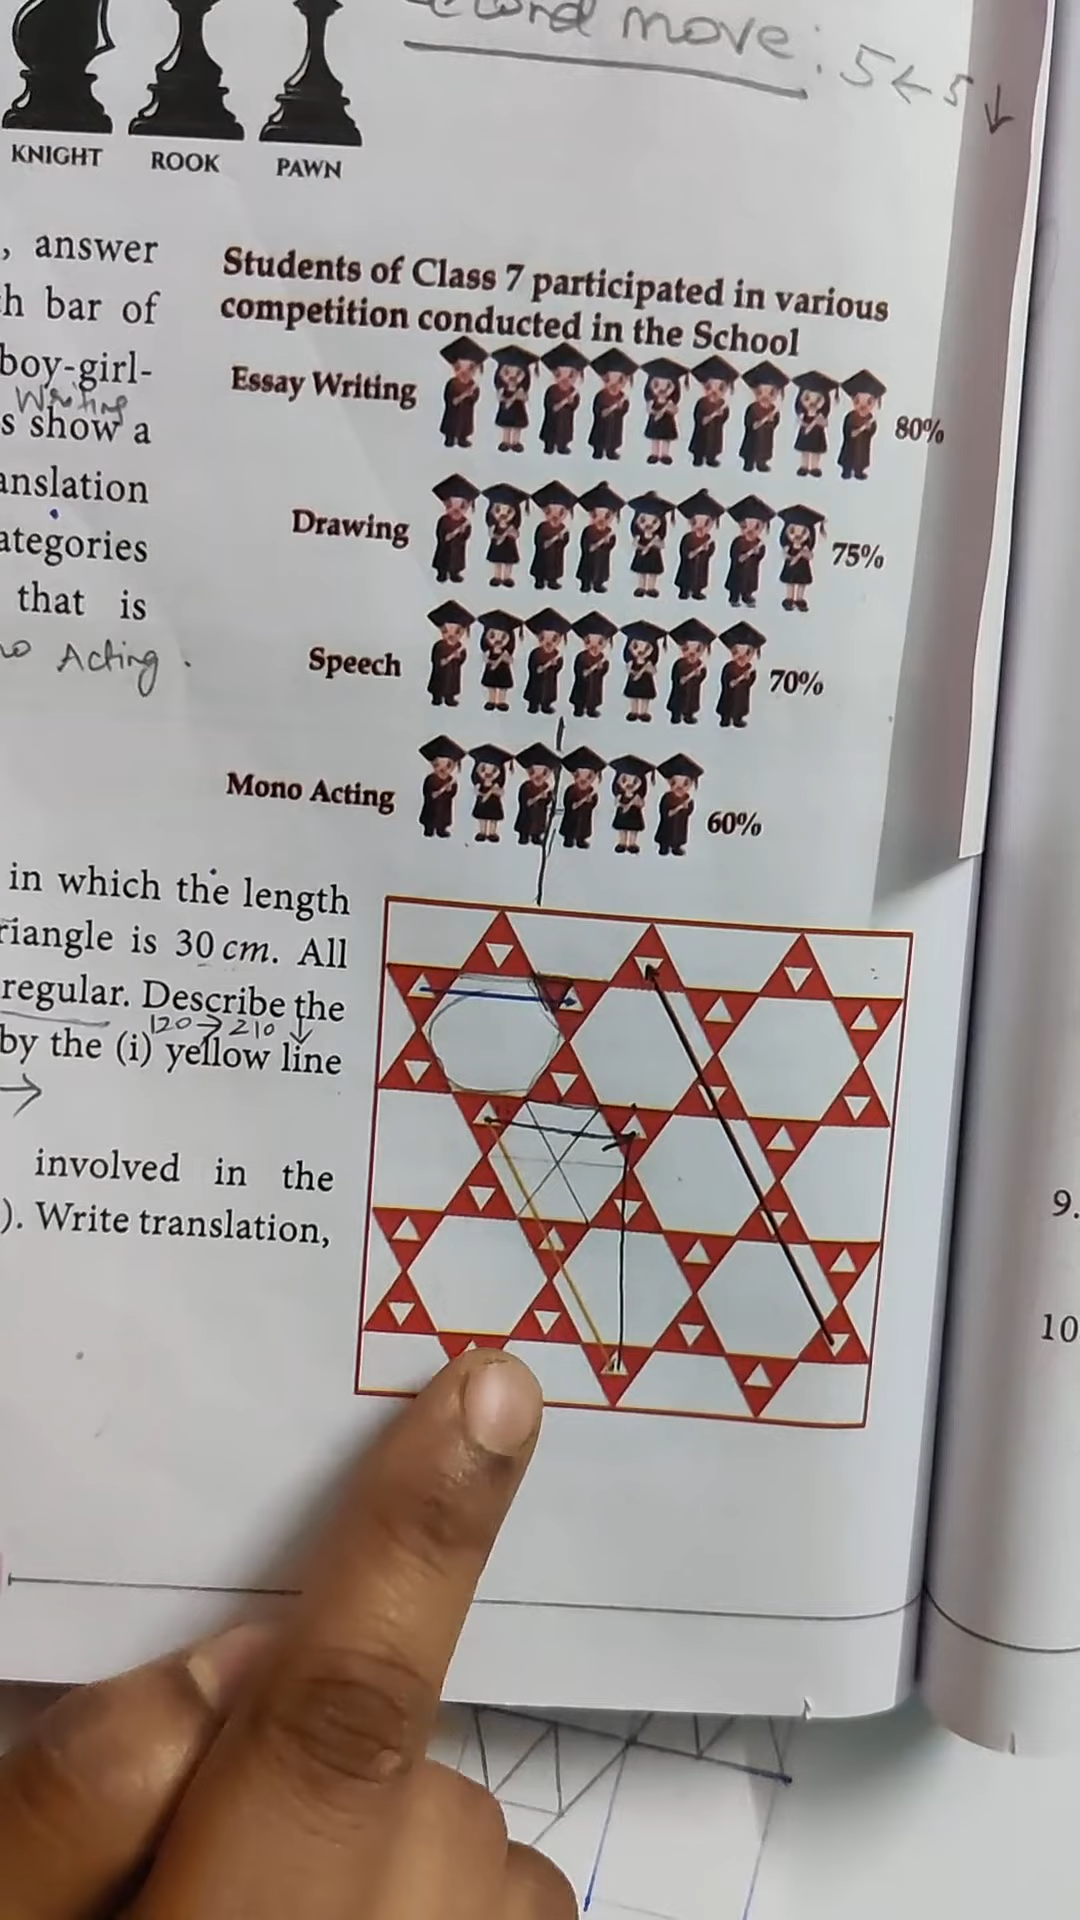 move: 5 ← 5 ↓
KNIGHT ROOK PAWN
, answer
h bar of
boy-girl-
Writing
s show a
anslation
ategories
that is
Acting.
Students of Class 7 participated in various
competition conducted in the School
Essay Writing 80%
Drawing 75%
Speech 70%
Mono Acting 60%
in which the length
riangle is 30 cm. All
regular. Describe the
120 → 210 ↓
by the (i) yellow line
→
involved in the
). Write translation,
9.
10